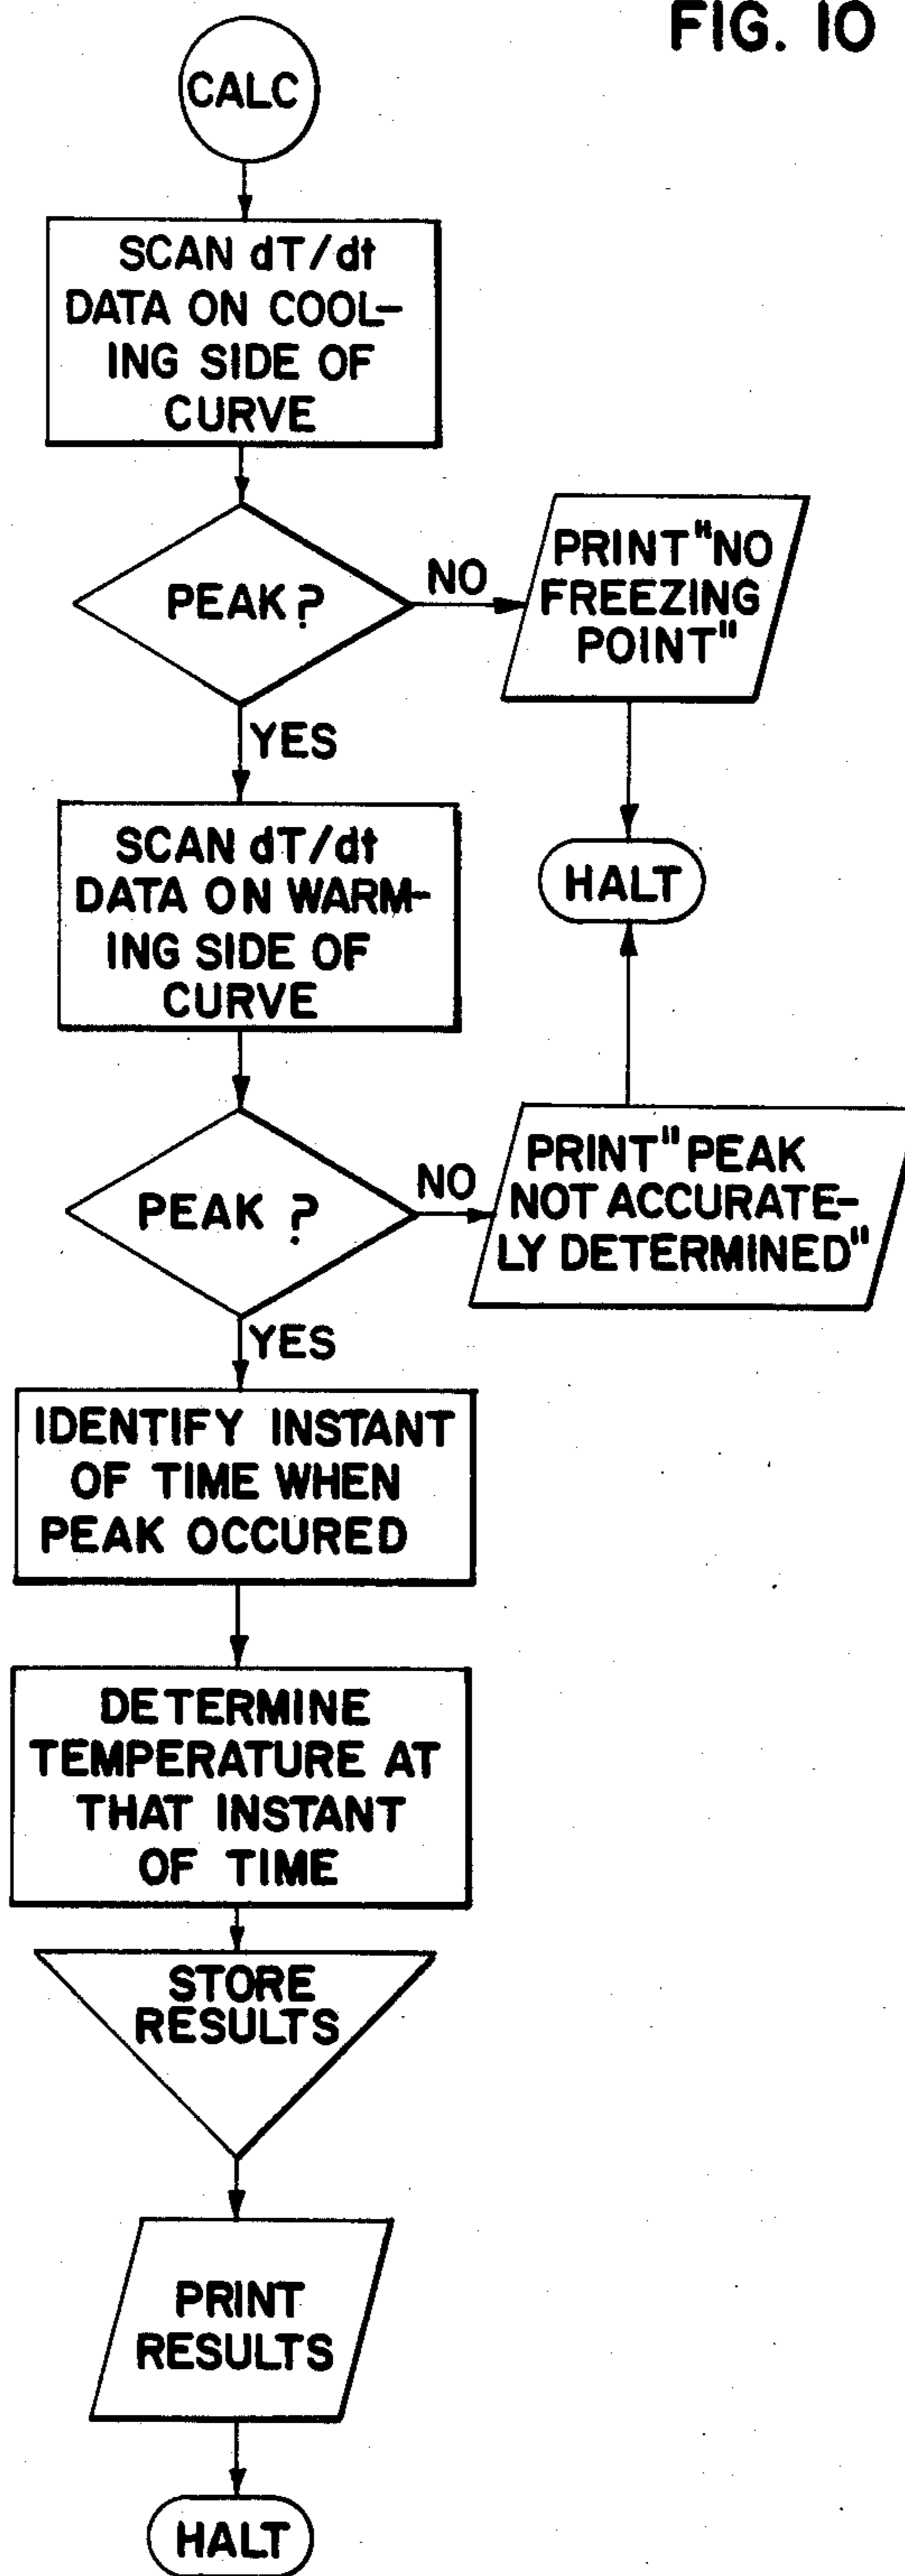 FIG. 10
CALC
SCAN dT/dt
DATA ON COOL-
ING SIDE OF
CURVE
PEAK?
NO
PRINT "NO
FREEZING
POINT"
YES
HALT
SCAN dT/dt
DATA ON WARM-
ING SIDE OF
CURVE
PEAK ?
NO
PRINT "PEAK
NOT ACCURATE-
LY DETERMINED"
YES
IDENTIFY INSTANT
OF TIME WHEN
PEAK OCCURED
DETERMINE
TEMPERATURE AT
THAT INSTANT
OF TIME
STORE
RESULTS
PRINT
RESULTS
HALT